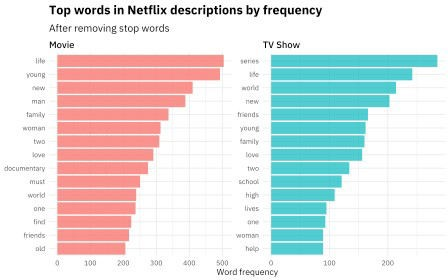 Top words in Netflix descriptions by frequency
After removing stop words
Movie
life
young
new
man
family
woman
two
love
documentary
must
world
one
find
friends
old
0 100 200 300 400 500
TV Show
series
life
world
new
friends
young
family
love
two
school
high
lives
one
woman
help
0 200
Word frequency